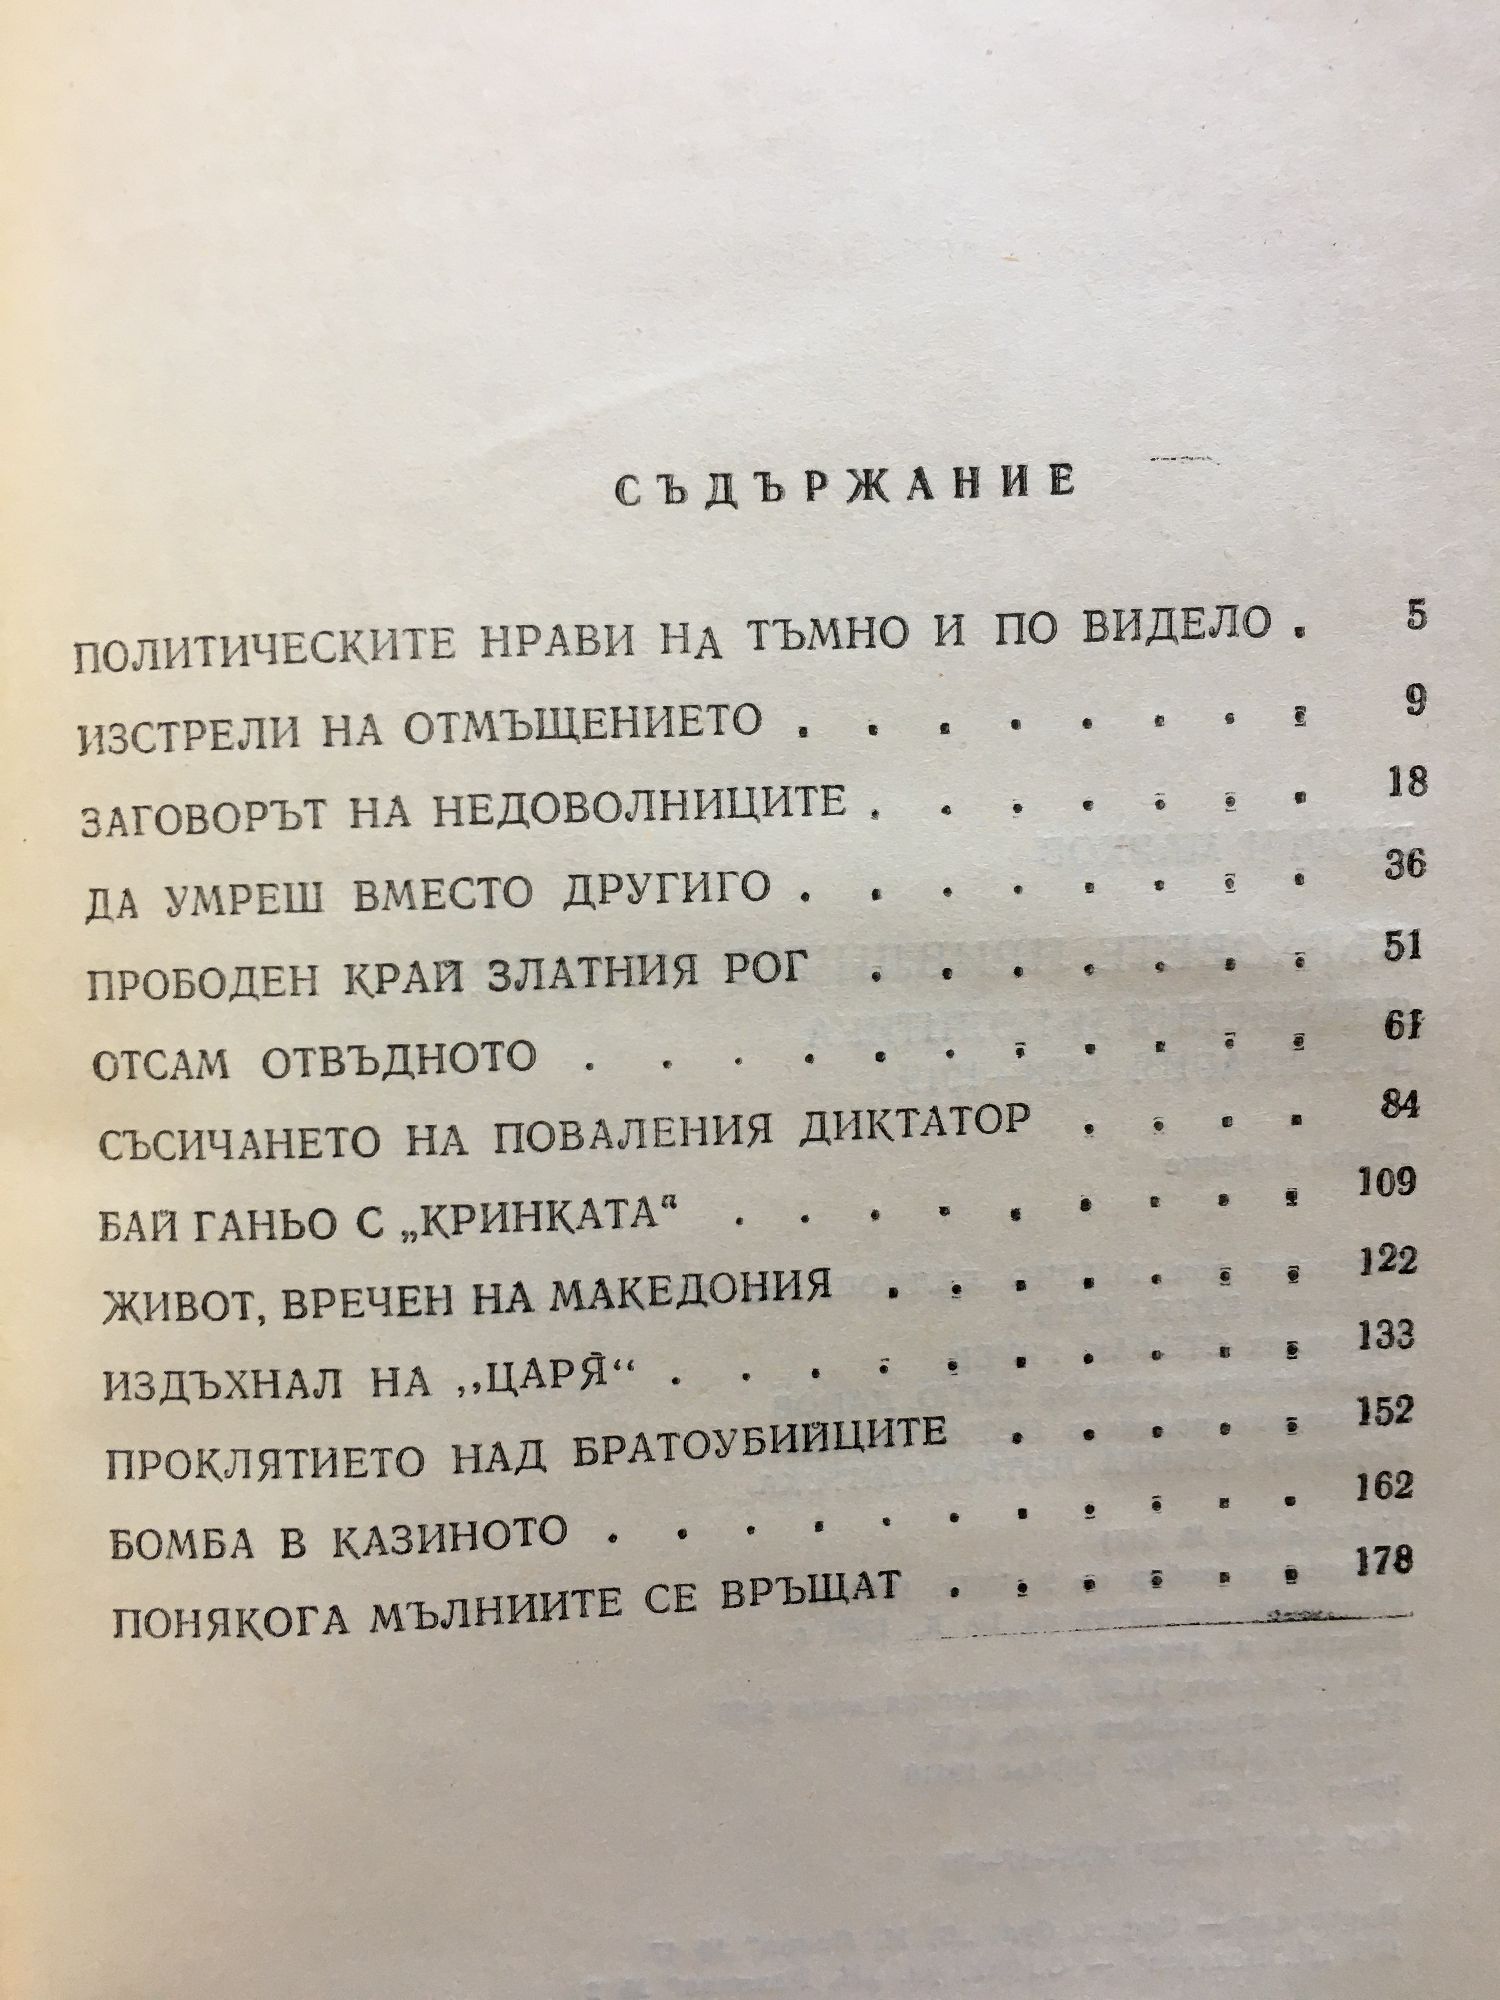 СЪДЪРЖАНИЕ
ПОЛИТИЧЕСКИТЕ НРАВИ НА ТЪМНО И ПО ВИДЕЛО . 5
ИЗСТРЕЛИ НА ОТМЪЩЕНИЕТО . . . . . . . . 9
ЗАГОВОРЪТ НА НЕДОВОЛНИЦИТЕ . . . . . . . 18
ДА УМРЕШ ВМЕСТО ДРУГИГО . . . . . . . . 36
ПРОБОДЕН КРАЙ ЗЛАТНИЯ РОГ . . . . . . . 51
ОТСАМ ОТВЪДНОТО . . . . . . . . . . . 61
СЪСИЧАНЕТО НА ПОВАЛЕНИЯ ДИКТАТОР . . . . 84
БАЙ ГАНЬО С „КРИНКАТА“ . . . . . . . . . 109
ЖИВОТ, ВРЕЧЕН НА МАКЕДОНИЯ . . . . . . . 122
ИЗДЪХНАЛ НА „ЦАРЯ“ . . . . . . . . . . 133
ПРОКЛЯТИЕТО НАД БРАТОУБИЙЦИТЕ . . . . . 152
БОМБА В КАЗИНОТО . . . . . . . . . . . 162
ПОНЯКОГА МЪЛНИИТЕ СЕ ВРЪЩАТ . . . . . . 178